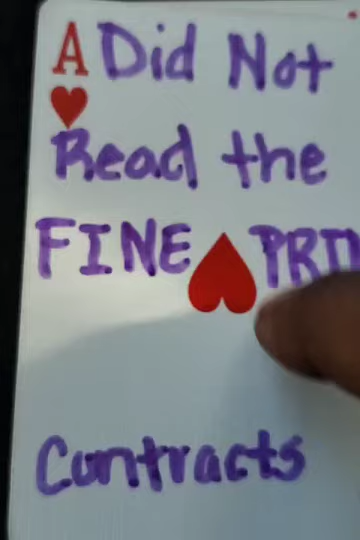 A Did Not
Read the
FINE
Contracts